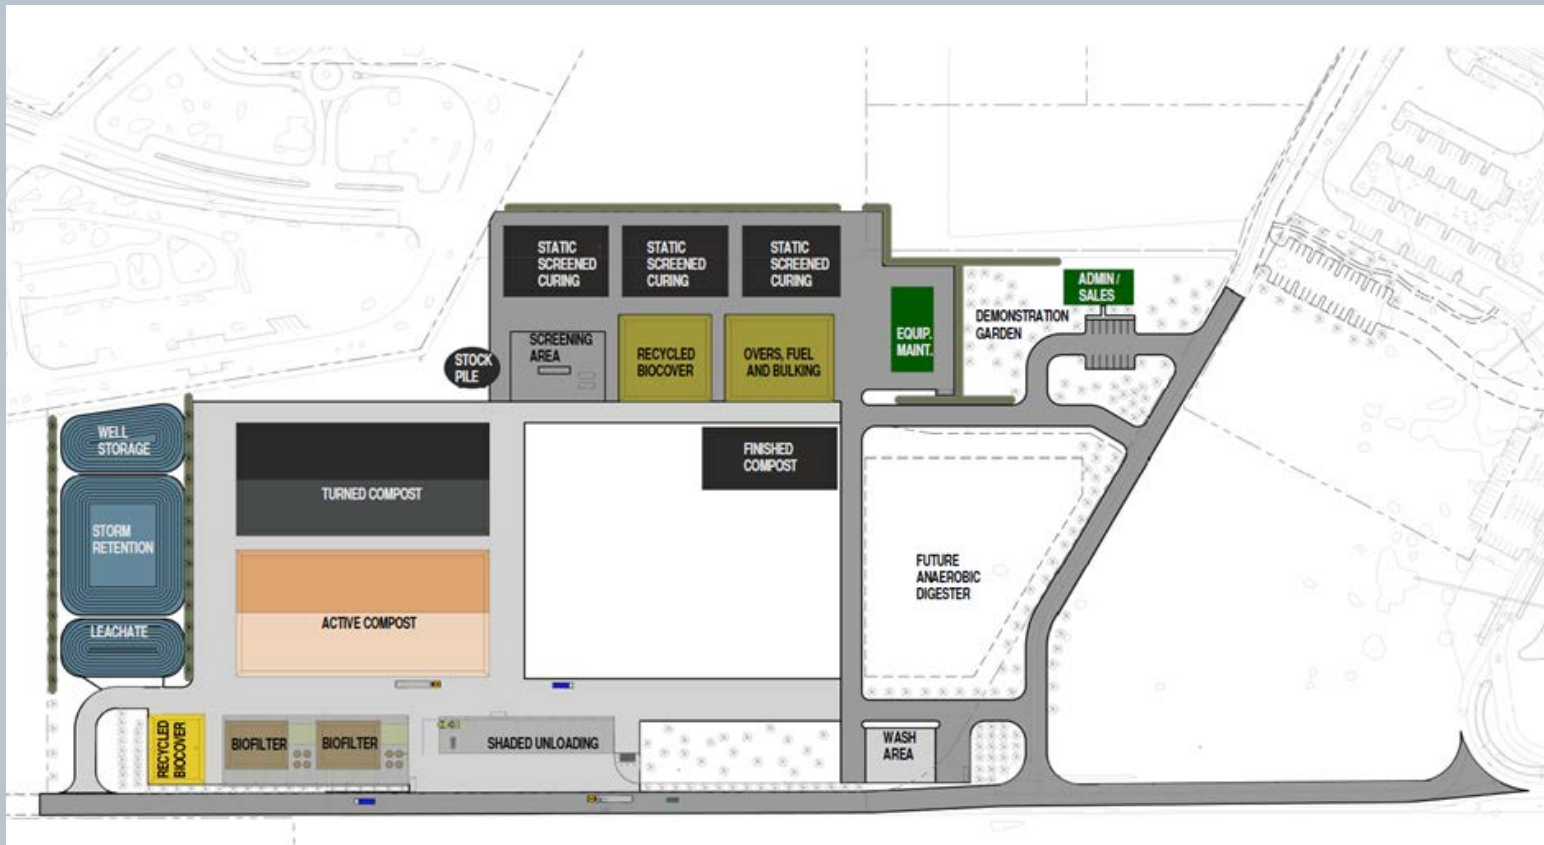 STATIC
SCREENED
CURING
STATIC
SCREENED
CURING
STATIC
SCREENED
CURING
ADMIN /
SALES
DEMONSTRATION
GARDEN
EQUIP.
MAINT.
SCREENING
AREA
STOCK
PILE
RECYCLED
BIOCOVER
OVERS, FUEL
AND BULKING
WELL
STORAGE
FINISHED
COMPOST
TURNED COMPOST
STORM
RETENTION
FUTURE
ANAEROBIC
DIGESTER
ACTIVE COMPOST
LEACHATE
RECYCLED
BIOCOVER
BIOFILTER
BIOFILTER
SHADED UNLOADING
WASH
AREA